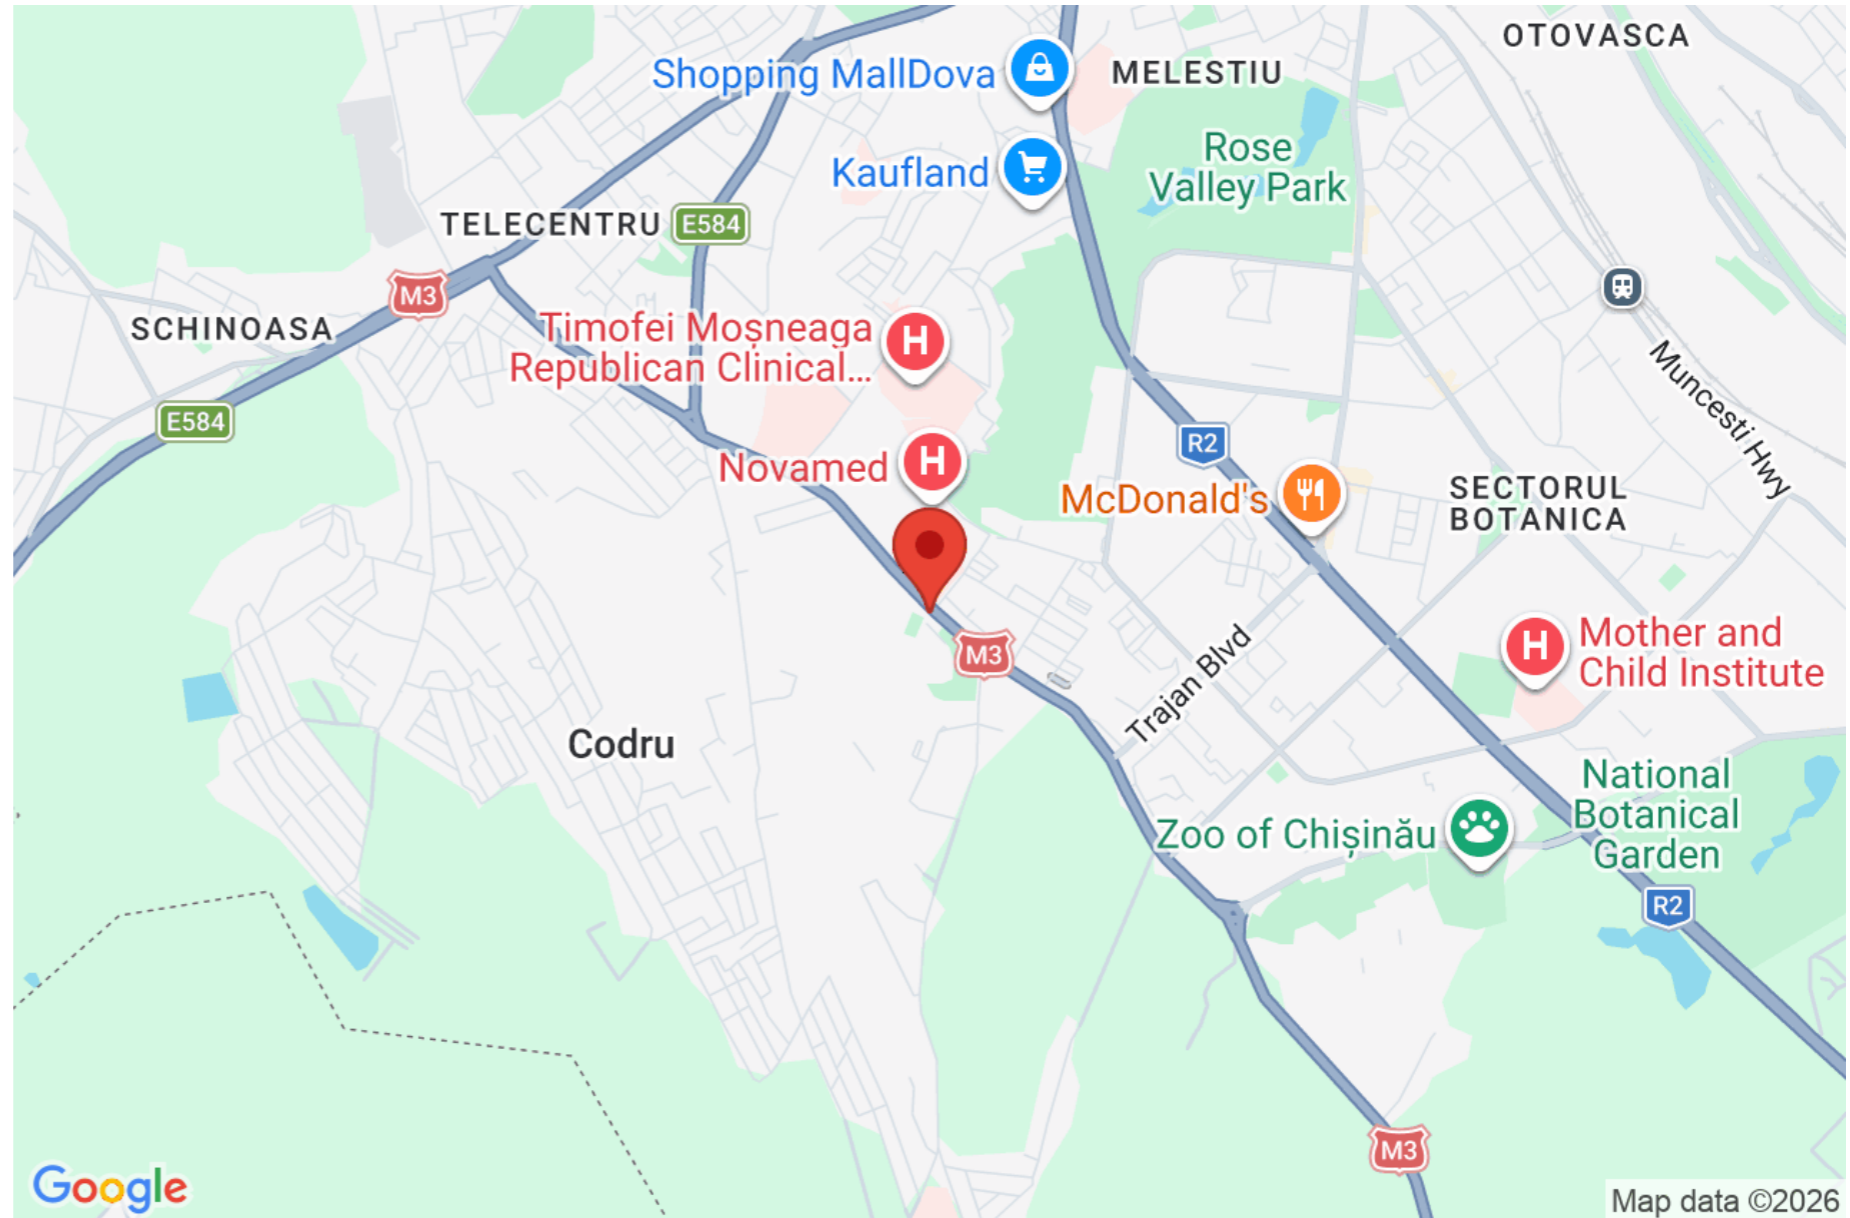 OTOVASCA
Shopping MallDova
MELESTIU
Rose
Valley Park
Kaufland
TELECENTRU
E584
M3
SCHINOASA
Timofei Moșneaga
Republican Clinical...
Muncesti Hwy
E584
R2
Novamed
McDonald's
SECTORUL
BOTANICA
M3
Trajan Blvd
Mother and
Child Institute
Codru
National
Botanical
Garden
Zoo of Chișinău
R2
M3
Google
Map data ©2026
H
H
H